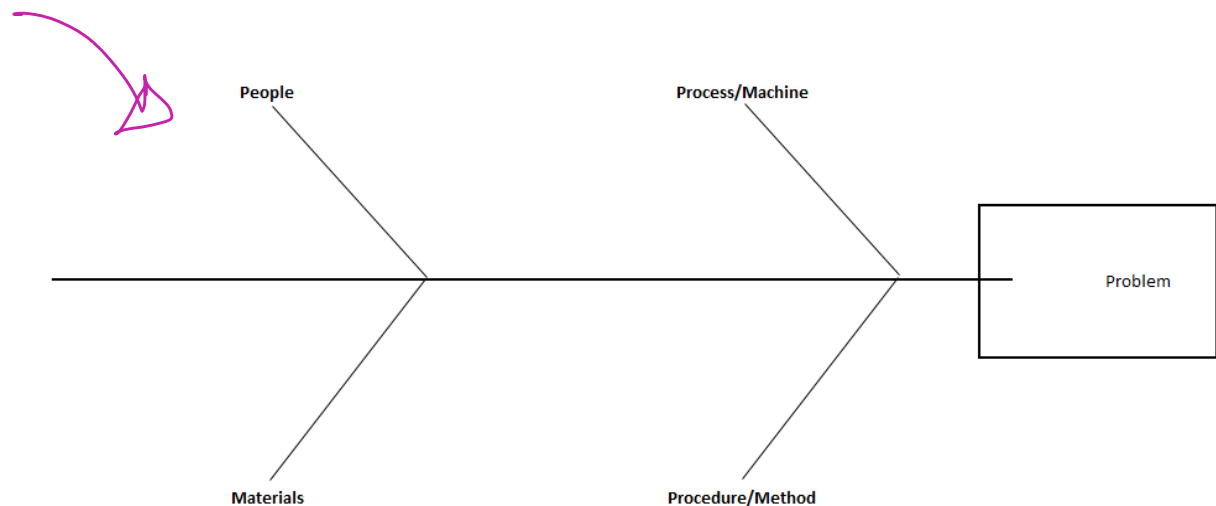 People
Process/Machine
Problem
Materials
Procedure/Method